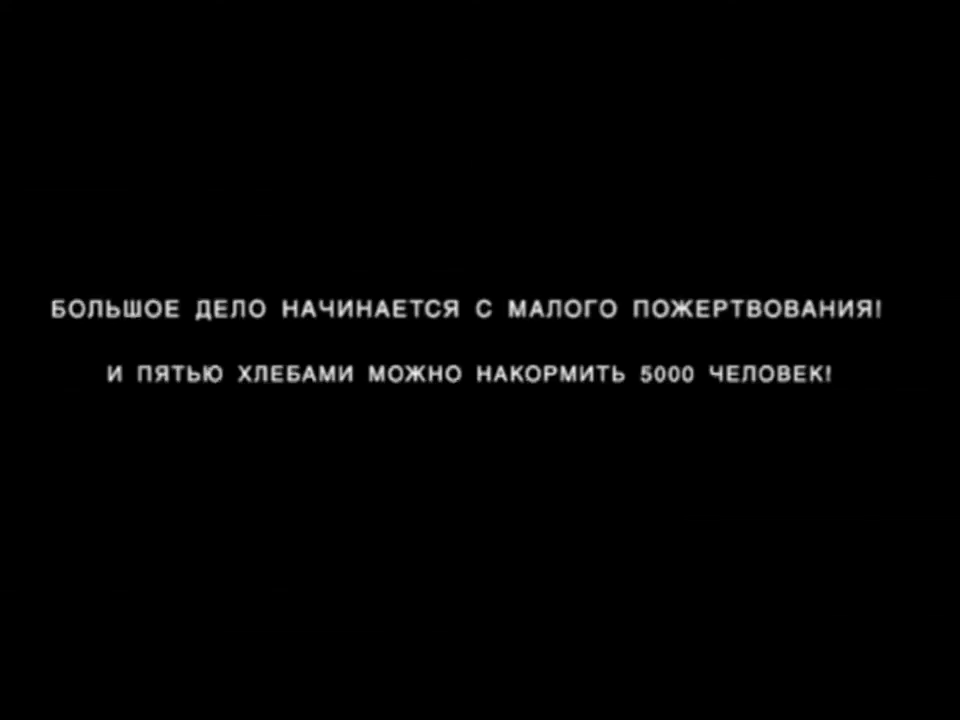 БОЛЬШОЕ ДЕЛО НАЧИНАЕТСЯ С МАЛОГО ПОЖЕРТВОВАНИЯ!
И ПЯТЬЮ ХЛЕБАМИ МОЖНО НАКОРМИТЬ 5000 ЧЕЛОВЕК!